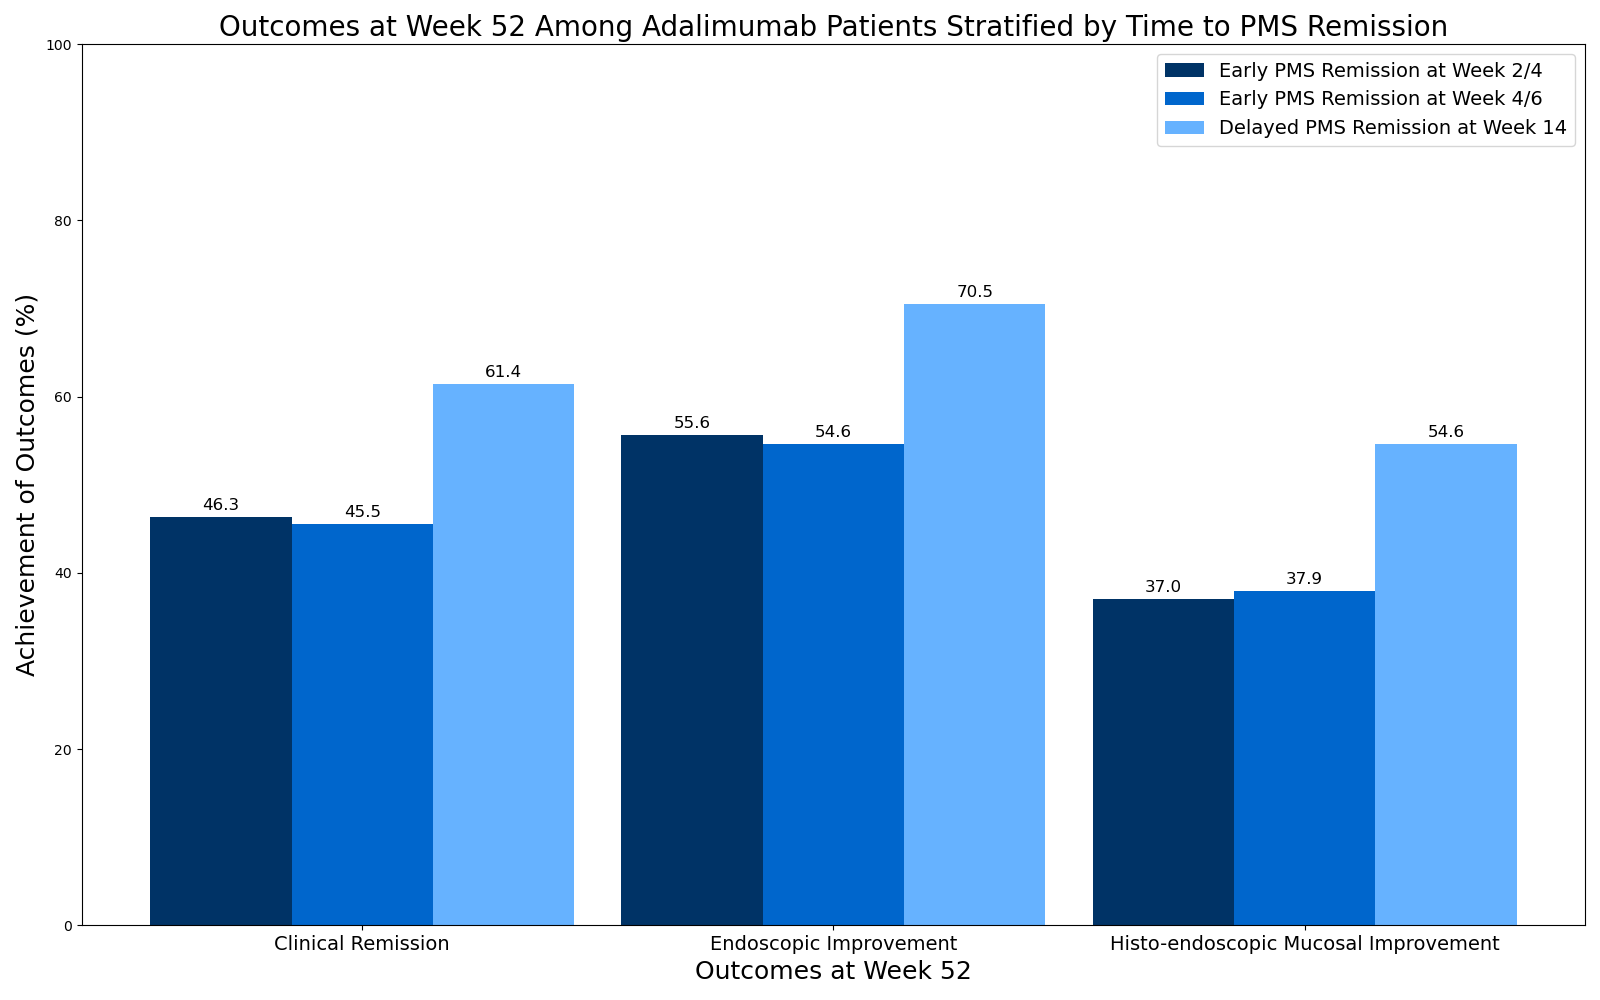 Outcomes at Week 52 Among Adalimumab Patients Stratified by Time to PMS Remission
Early PMS Remission at Week 2/4
Early PMS Remission at Week 4/6
Delayed PMS Remission at Week 14
Achievement of Outcomes (%)
100
80
60
40
20
0
46.3
45.5
61.4
55.6
54.6
70.5
37.0
37.9
54.6
Clinical Remission
Endoscopic Improvement
Histo-endoscopic Mucosal Improvement
Outcomes at Week 52